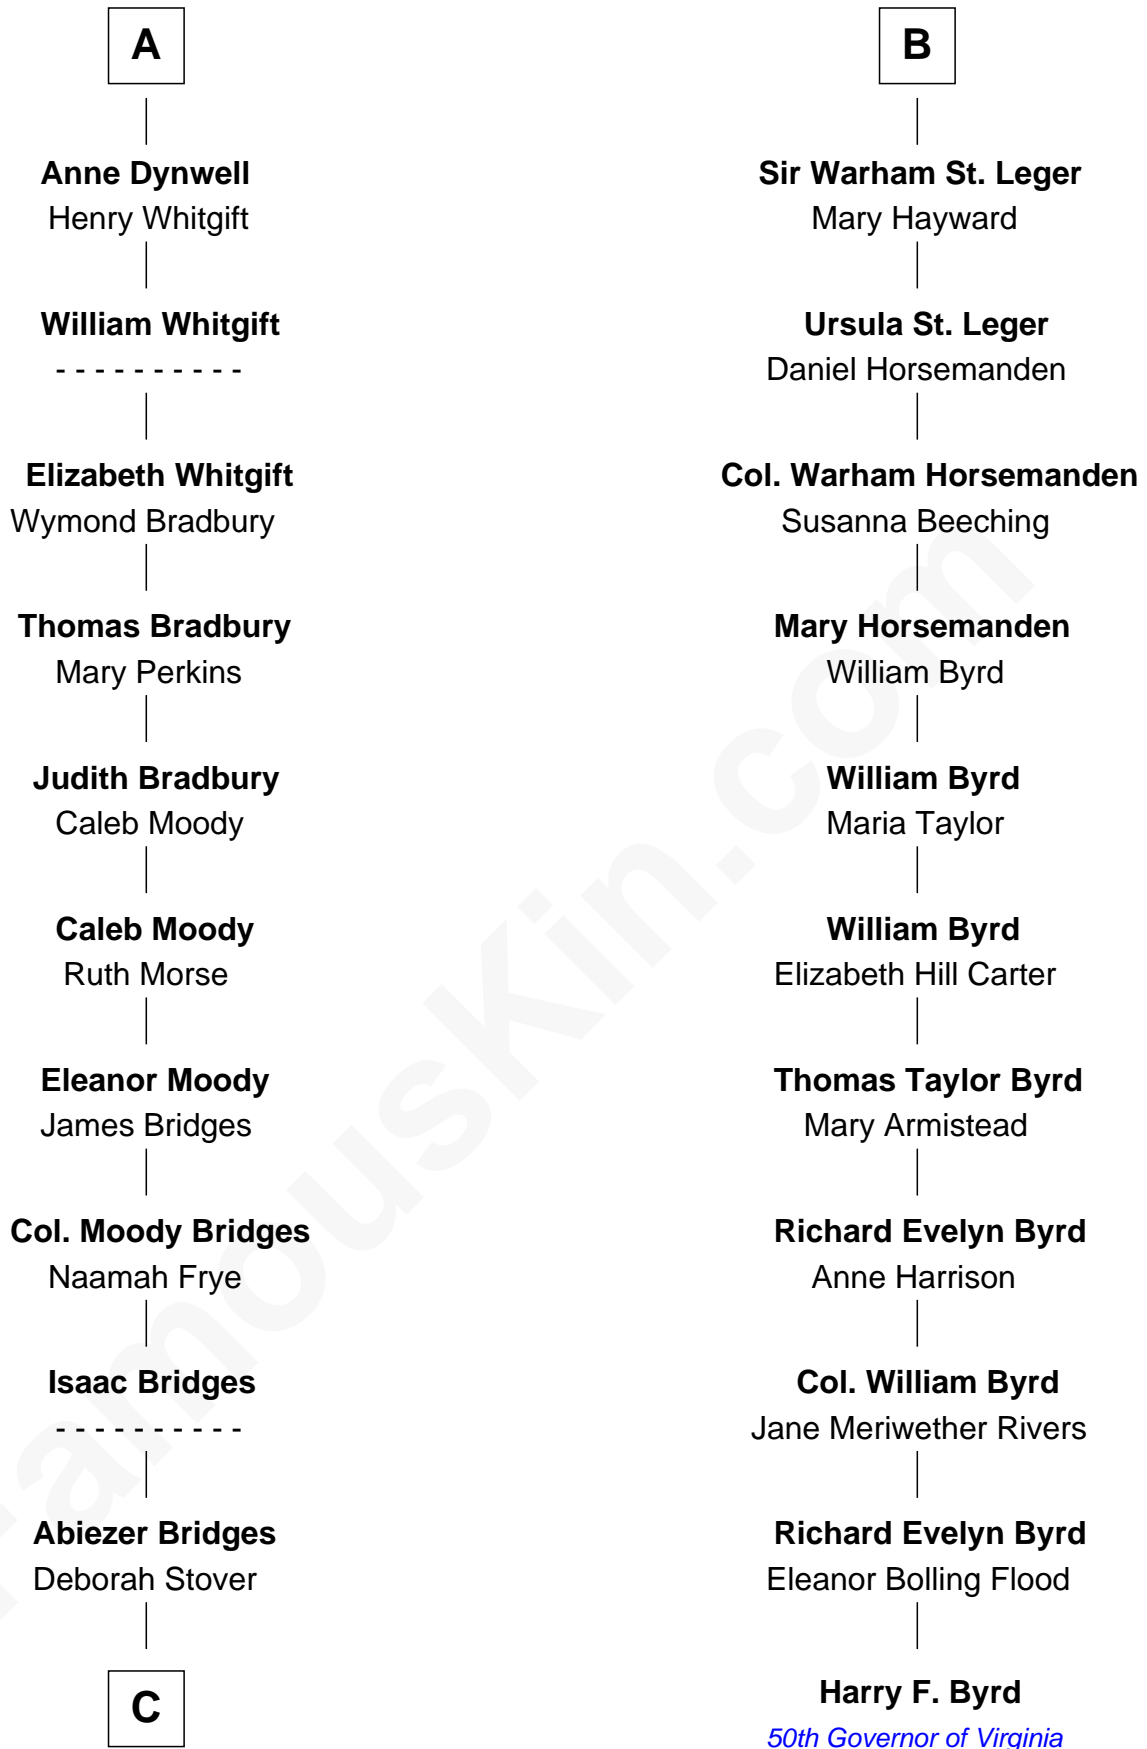 A
Anne Dynwell
Henry Whitgift
William Whitgift
- - - - - - - - - -
Elizabeth Whitgift
Wymond Bradbury
Thomas Bradbury
Mary Perkins
Judith Bradbury
Caleb Moody
Caleb Moody
Ruth Morse
Eleanor Moody
James Bridges
Col. Moody Bridges
Naamah Frye
Isaac Bridges
- - - - - - - - - -
Abiezer Bridges
Deborah Stover
C
B
Sir Warham St. Leger
Mary Hayward
Ursula St. Leger
Daniel Horsemanden
Col. Warham Horsemanden
Susanna Beeching
Mary Horsemanden
William Byrd
William Byrd
Maria Taylor
William Byrd
Elizabeth Hill Carter
Thomas Taylor Byrd
Mary Armistead
Richard Evelyn Byrd
Anne Harrison
Col. William Byrd
Jane Meriwether Rivers
Richard Evelyn Byrd
Eleanor Bolling Flood
Harry F. Byrd
50th Governor of Virginia
FamousKin.com